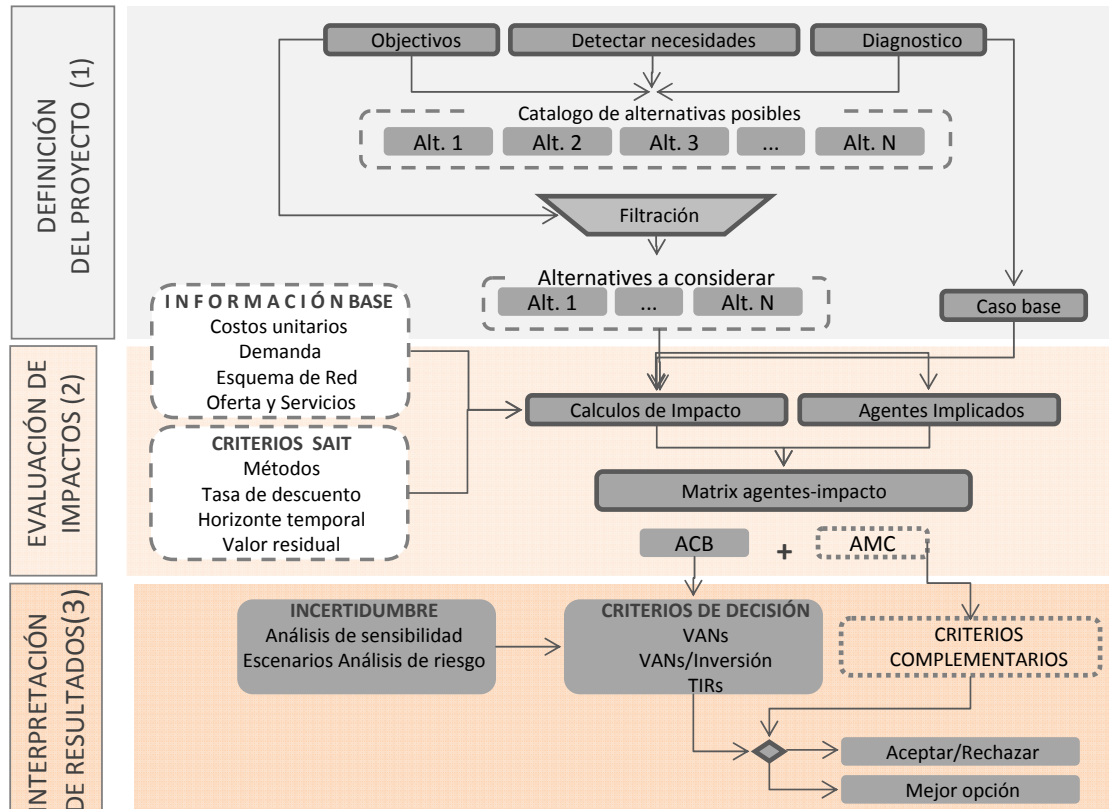 DEFINICIÓN
DEL PROYECTO (1)
Objectivos
Detectar necesidades
Diagnostico
Catalogo de alternativas posibles
Alt. 1
Alt. 2
Alt. 3
...
Alt. N
Filtración
Alternatives a considerar
Alt. 1
...
Alt. N
Caso base
INFORMACIÓN BASE
Costos unitarios
Demanda
Esquema de Red
Oferta y Servicios
EVALUACIÓN DE
IMPACTOS (2)
CRITERIOS SAIT
Métodos
Tasa de descuento
Horizonte temporal
Valor residual
Calculos de Impacto
Agentes Implicados
Matrix agentes-impacto
ACB
+
AMC
INTERPRETACIÓN
DE RESULTADOS(3)
INCERTIDUMBRE
Análisis de sensibilidad
Escenarios Análisis de riesgo
CRITERIOS DE DECISIÓN
VANs
VANs/Inversión
TIRs
CRITERIOS
COMPLEMENTARIOS
Aceptar/Rechazar
Mejor opción